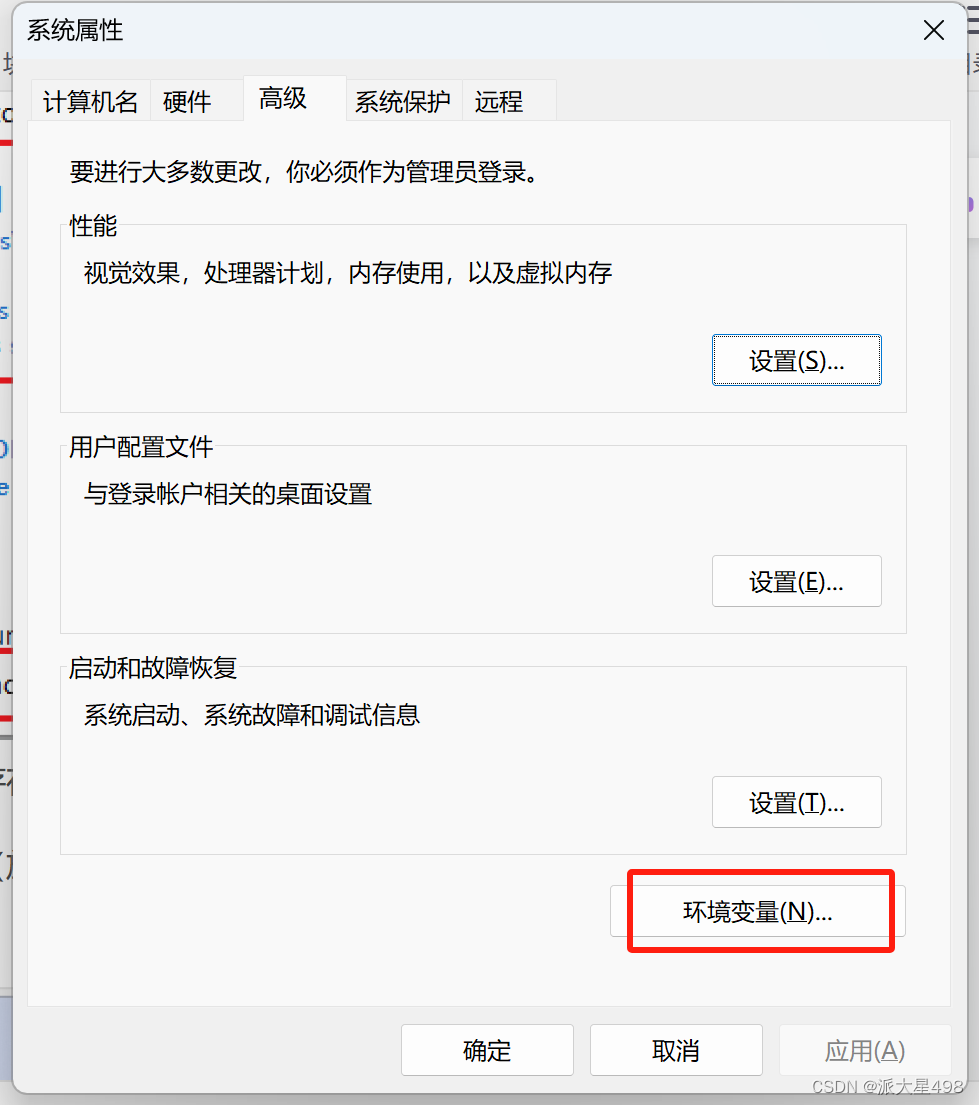 系统属性
计算机名 硬件 高级 系统保护 远程
要进行大多数更改，你必须作为管理员登录。
性能
视觉效果，处理器计划，内存使用，以及虚拟内存
设置(S)...
用户配置文件
与登录帐户相关的桌面设置
设置(E)...
启动和故障恢复
系统启动、系统故障和调试信息
设置(T)...
环境变量(N)...
确定 取消 应用(A)
CSDN @派大星498